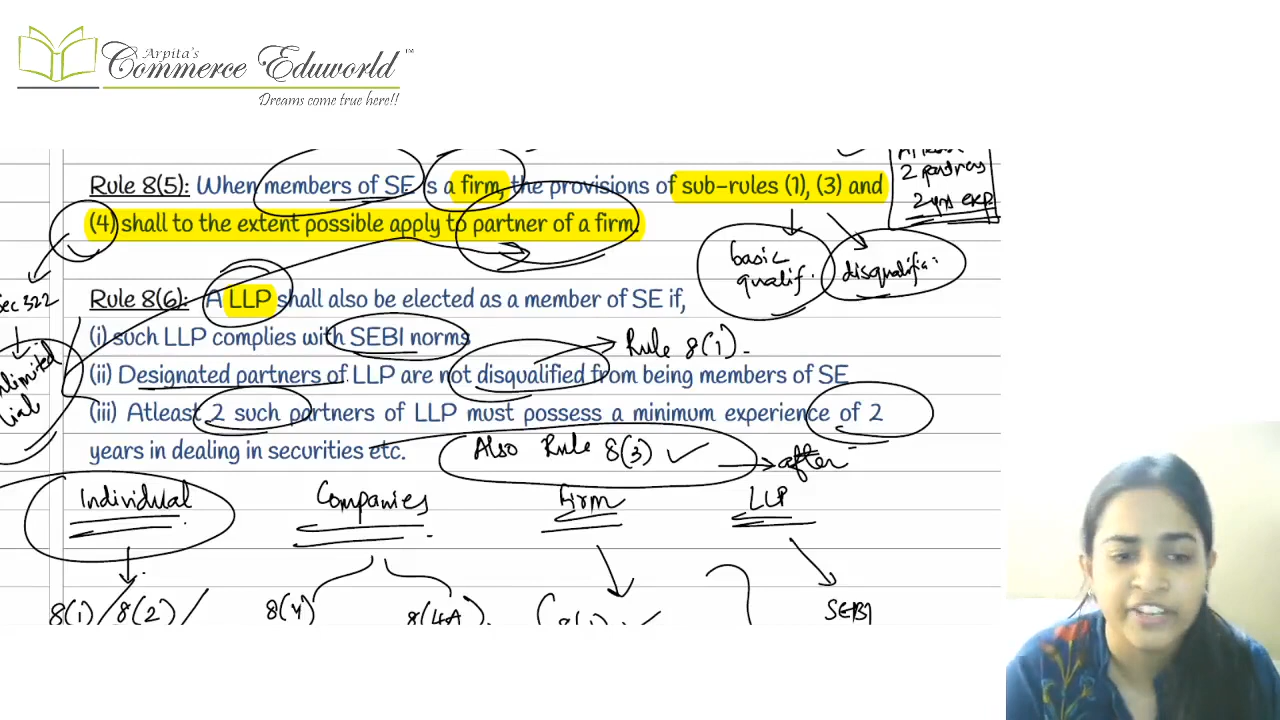 Arpita's
Commerce Eduworld™
Dreams come true here!!
2 partners
2 yrs exp
Rule 8(5): When members of SE is a firm, the provisions of sub-rules (1), (3) and
(4) shall to the extent possible apply to partner of a firm.
basic
qualif.
disqualifi.
Sec 322
Rule 8(6): A LLP shall also be elected as a member of SE if,
(i) such LLP complies with SEBI norms
Rule 8(1).
(ii) Designated partners of LLP are not disqualified from being members of SE
(iii) Atleast 2 such partners of LLP must possess a minimum experience of 2
years in dealing in securities etc.
Also Rule 8(3) ✓
after
Individual
Companies
Firm
LLP
8(1)/8(2)/
8(4)
8(4A)
SEBI